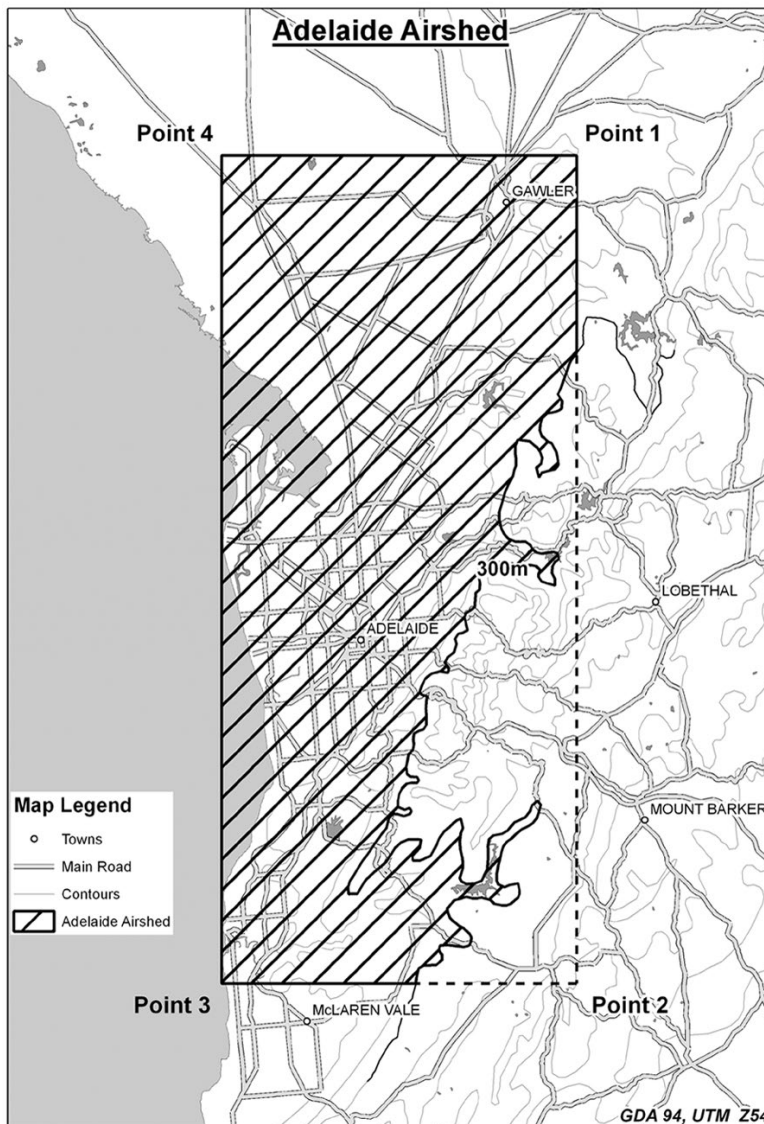 Adelaide Airshed
Point 4
Point 1
GAWLER
300m
LOBETHAL
ADELAIDE
Map Legend
Towns
Main Road
Contours
Adelaide Airshed
MOUNT BARKER
Point 3
Point 2
McLAREN VALE
GDA 94, UTM Z54